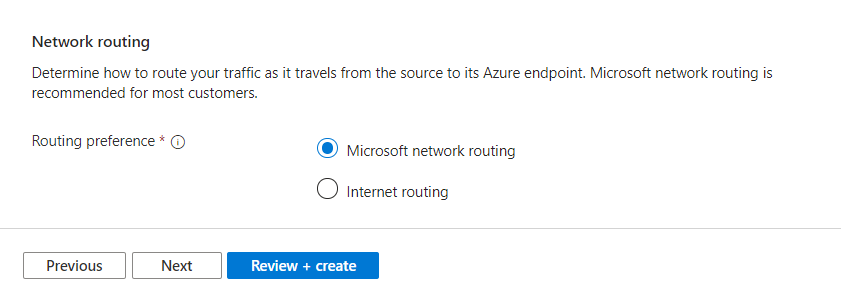 Network routing
Determine how to route your traffic as it travels from the source to its Azure endpoint. Microsoft network routing is
recommended for most customers.
Routing preference *
Microsoft network routing
Internet routing
Previous
Next
Review + create